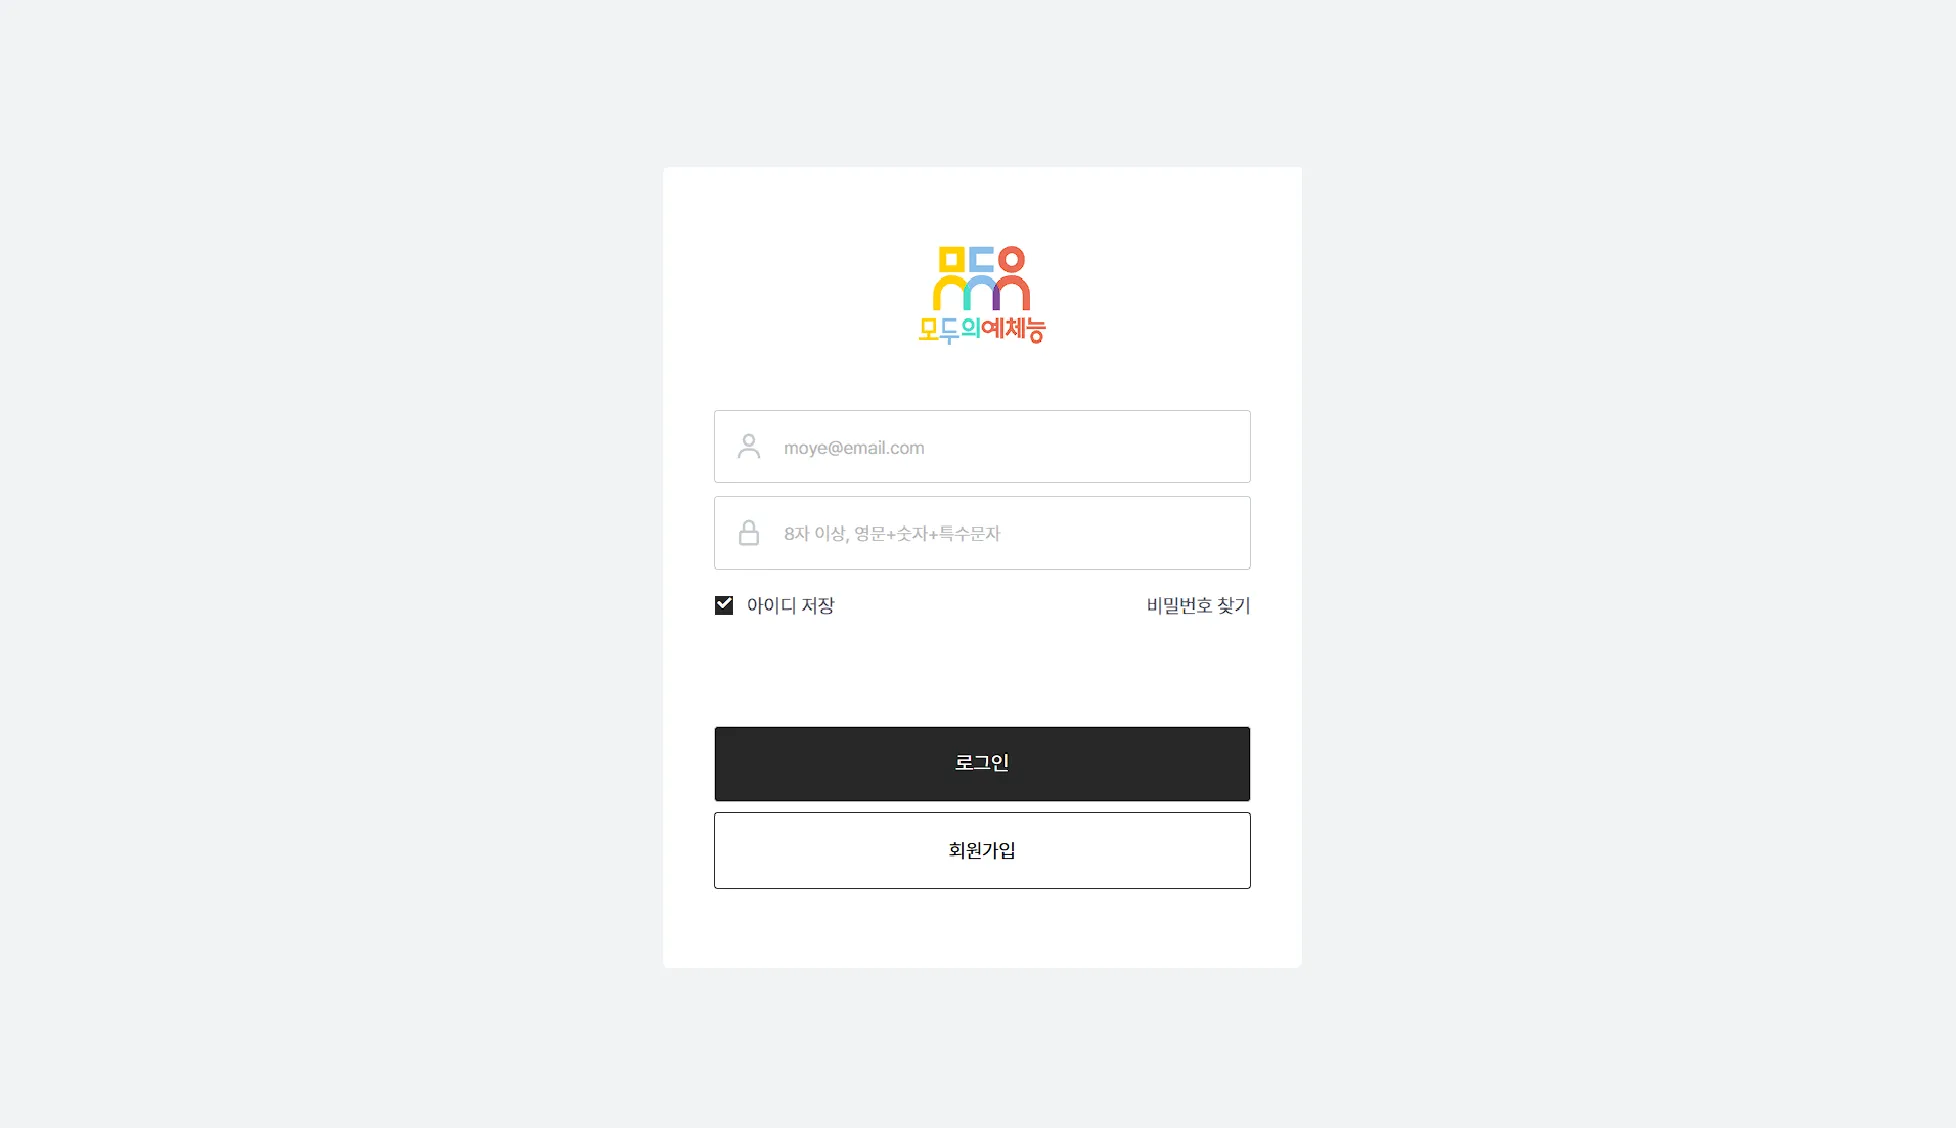 모두의예체능
moye@email.com
8자 이상, 영문+숫자+특수문자
아이디 저장
비밀번호 찾기
로그인
회원가입